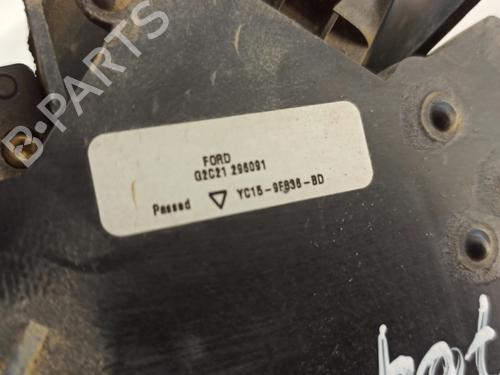 B-PARTS
FORD
G2C21 296091
Passed YC15-9F836-BD